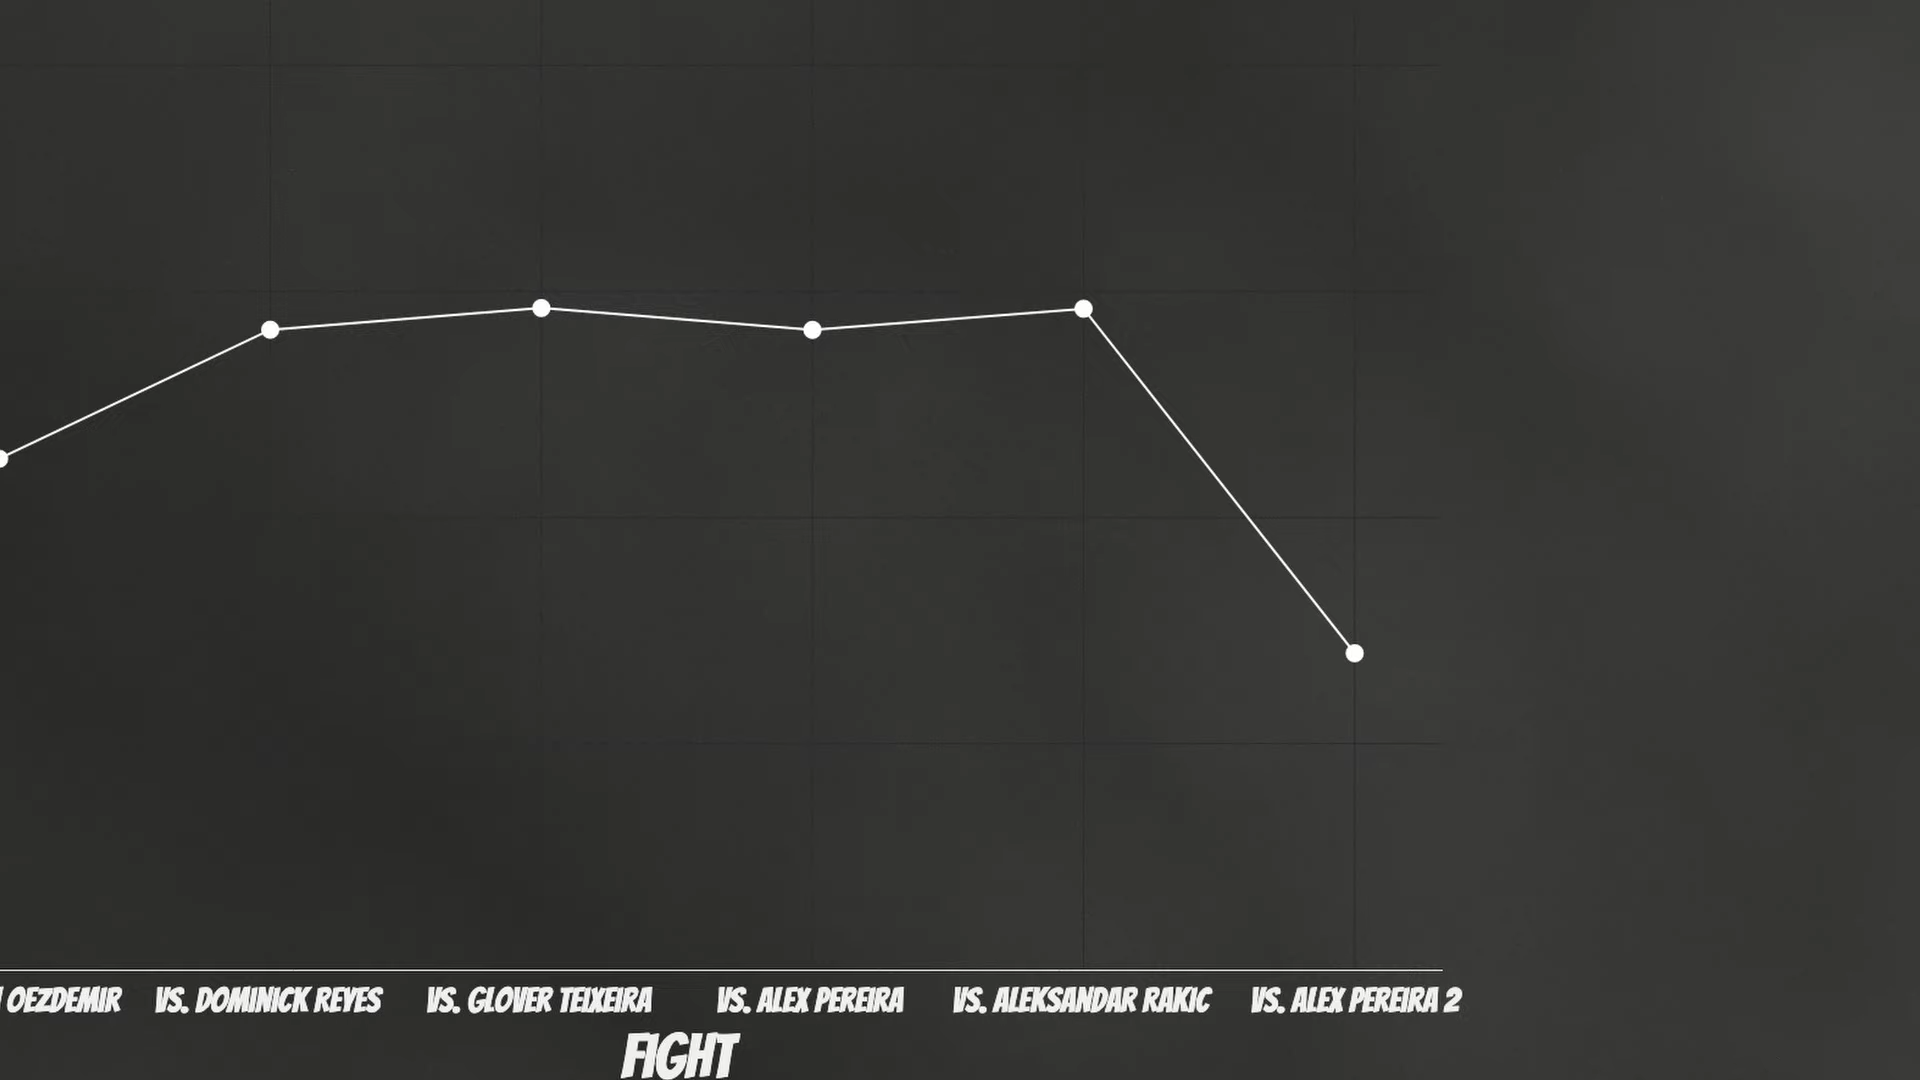 OEZDEMIR VS. DOMINICK REYES VS. GLOVER TEIXEIRA VS. ALEX PEREIRA VS. ALEKSANDAR RAKIC VS. ALEX PEREIRA 2
FIGHT